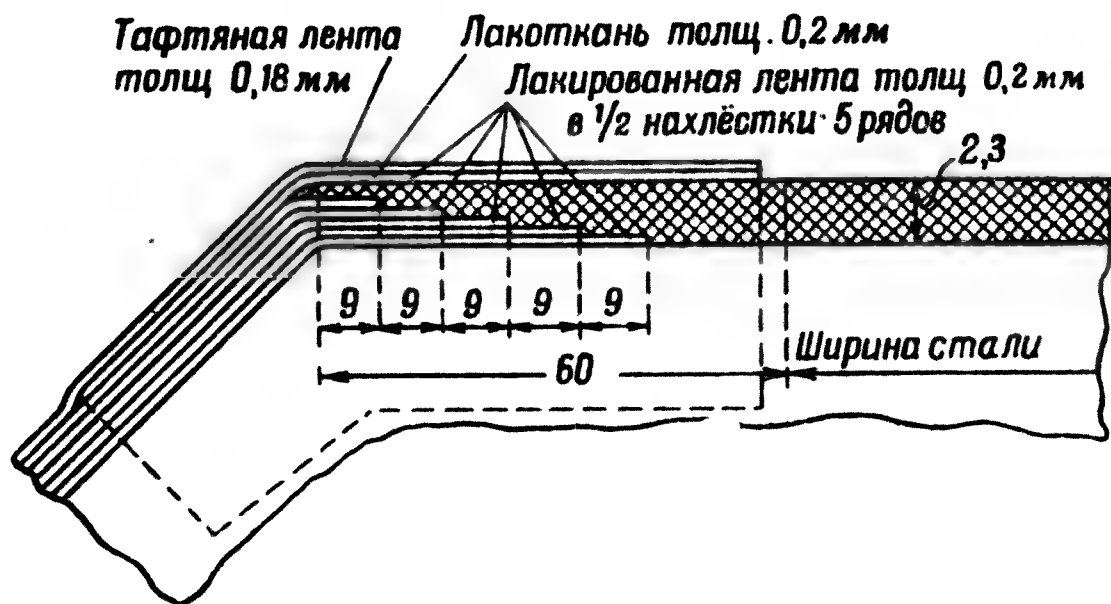 Тафтяная лента
толщ 0,18 мм
Лакоткань толщ. 0,2 мм
Лакированная лента толщ 0,2 мм
в 1/2 нахлёстки 5 рядов
2,3
9 9 9 9 9
60
Ширина стали